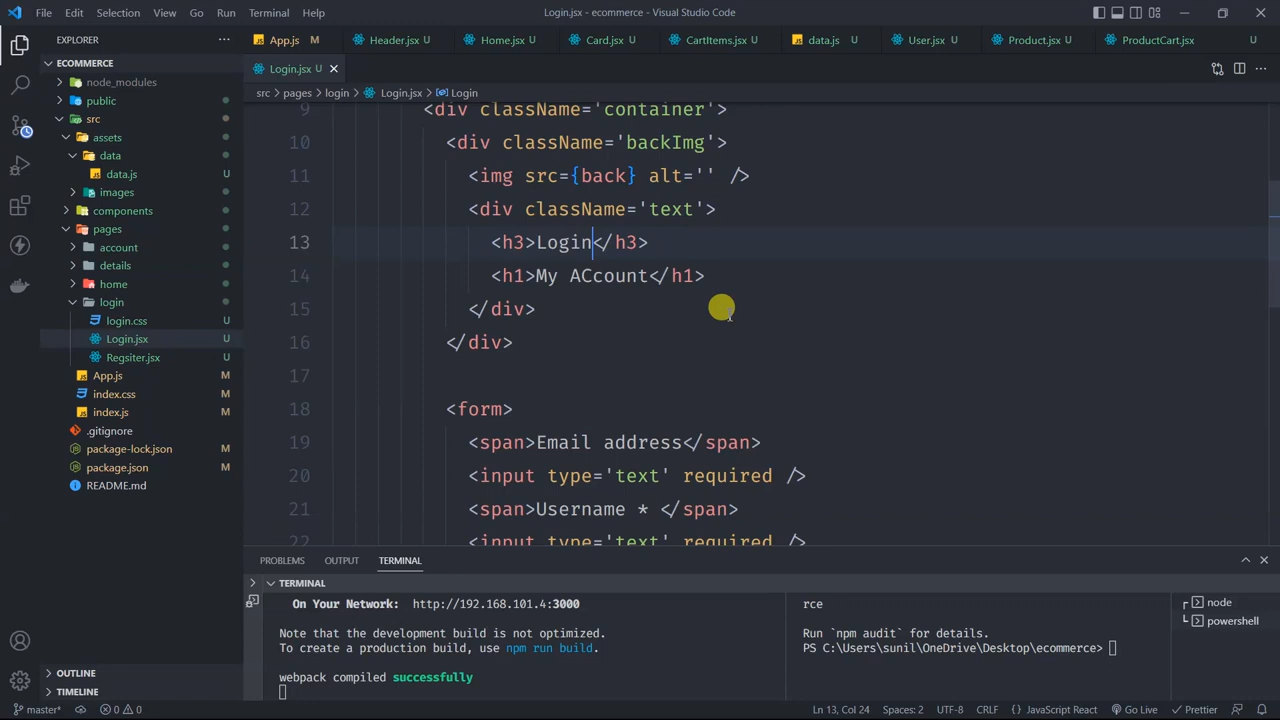 File Edit Selection View Go Run Terminal Help Login.jsx - ecommerce - Visual Studio Code
EXPLORER ...
App.js M Header.jsx U Home.jsx U Card.jsx U CartItems.jsx U data.js U User.jsx U Product.jsx U ProductCart.jsx U
ECOMMERCE
Login.jsx U
node_modules
public
src > pages > login > Login.jsx > Login
src
assets
data
data.js U
images
components
pages
account
details
home
login
login.css U
Login.jsx U
Regsiter.jsx U
App.js M
index.css M
index.js M
.gitignore
package-lock.json M
package.json M
README.md
OUTLINE
TIMELINE
9 <div className='container'>
10 <div className='backImg'>
11 <img src={back} alt='' />
12 <div className='text'>
13 <h3>Login</h3>
14 <h1>My ACcount</h1>
15 </div>
16 </div>
17
18 <form>
19 <span>Email address</span>
20 <input type='text' required />
21 <span>Username * </span>
22 <input type='text' required />
PROBLEMS OUTPUT TERMINAL
TERMINAL
On Your Network: http://192.168.101.4:3000
Note that the development build is not optimized.
To create a production build, use npm run build.
webpack compiled successfully
rce
Run `npm audit` for details.
PS C:\Users\sunil\OneDrive\Desktop\ecommerce>
node
powershell
master* 0 0 Ln 13, Col 24 Spaces: 2 UTF-8 CRLF {} JavaScript React Go Live Prettier